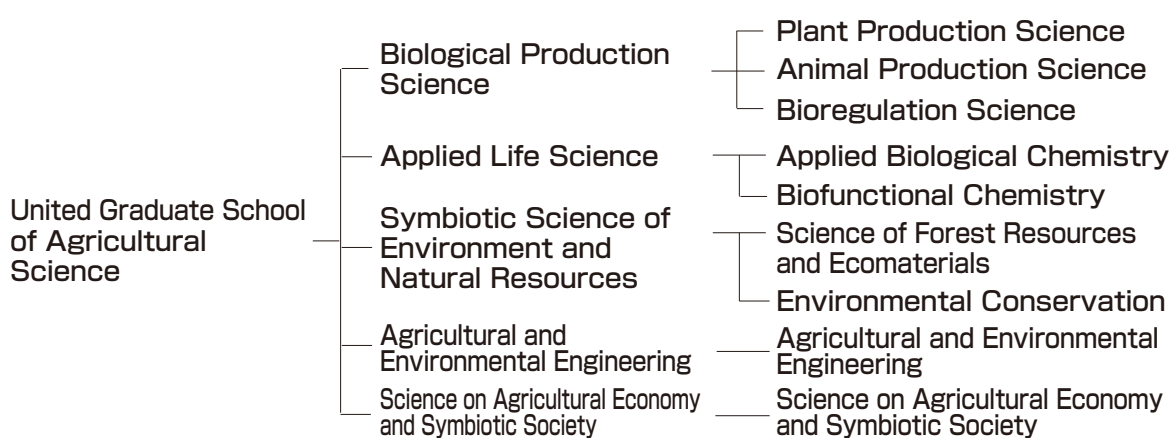 United Graduate School
of Agricultural
Science
Biological Production
Science
Plant Production Science
Animal Production Science
Bioregulation Science
Applied Life Science
Applied Biological Chemistry
Biofunctional Chemistry
Symbiotic Science of
Environment and
Natural Resources
Science of Forest Resources
and Ecomaterials
Environmental Conservation
Agricultural and
Environmental Engineering
Agricultural and Environmental
Engineering
Science on Agricultural Economy
and Symbiotic Society
Science on Agricultural Economy
and Symbiotic Society